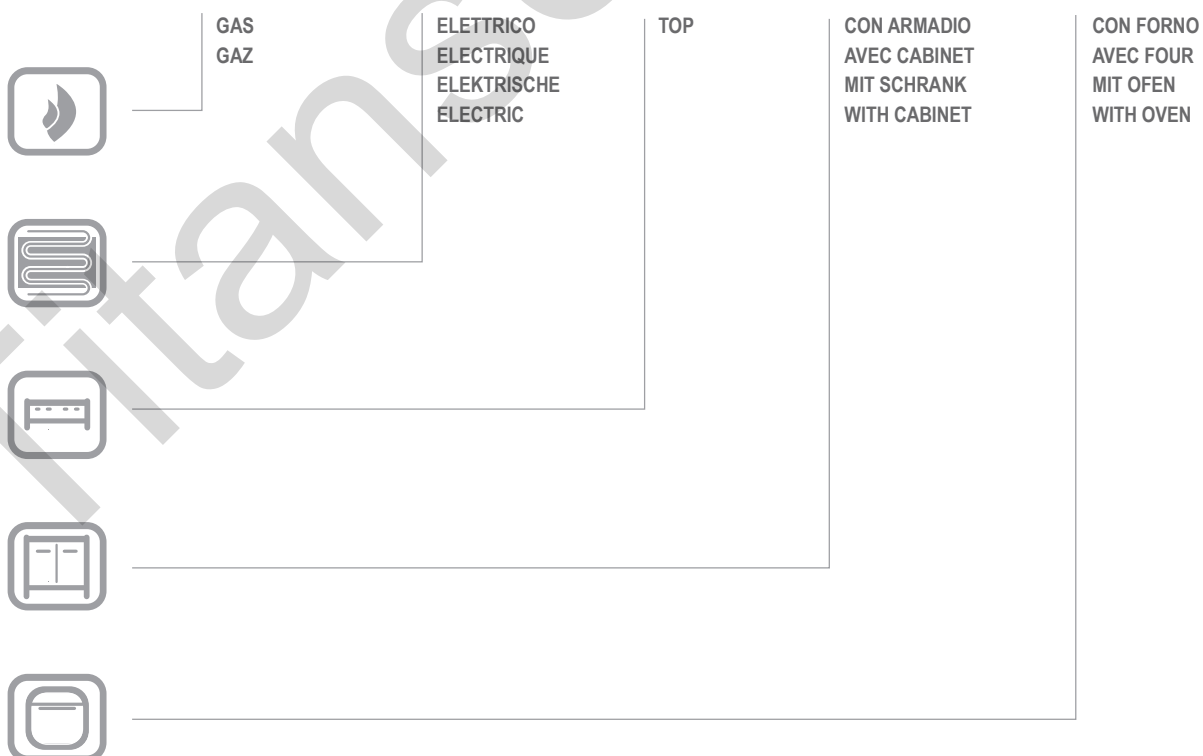 GAS
GAZ
ELETTRICO
ELECTRIQUE
ELEKTRISCHE
ELECTRIC
TOP
CON ARMADIO
AVEC CABINET
MIT SCHRANK
WITH CABINET
CON FORNO
AVEC FOUR
MIT OFEN
WITH OVEN